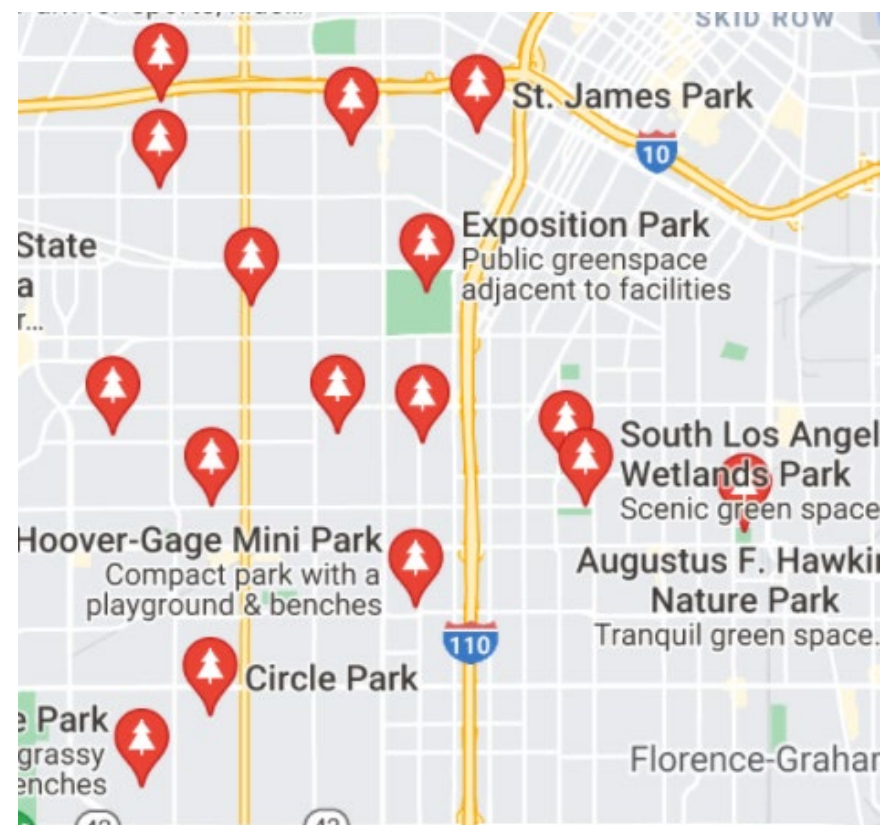 SKID ROW
St. James Park
10
Exposition Park
Public greenspace
adjacent to facilities
State
a
r...
South Los Angel
Wetlands Park
Scenic green space
Hoover-Gage Mini Park
Compact park with a
playground & benches
Augustus F. Hawkin
Nature Park
Tranquil green space.
110
Circle Park
e Park
grassy
enches
Florence-Graham